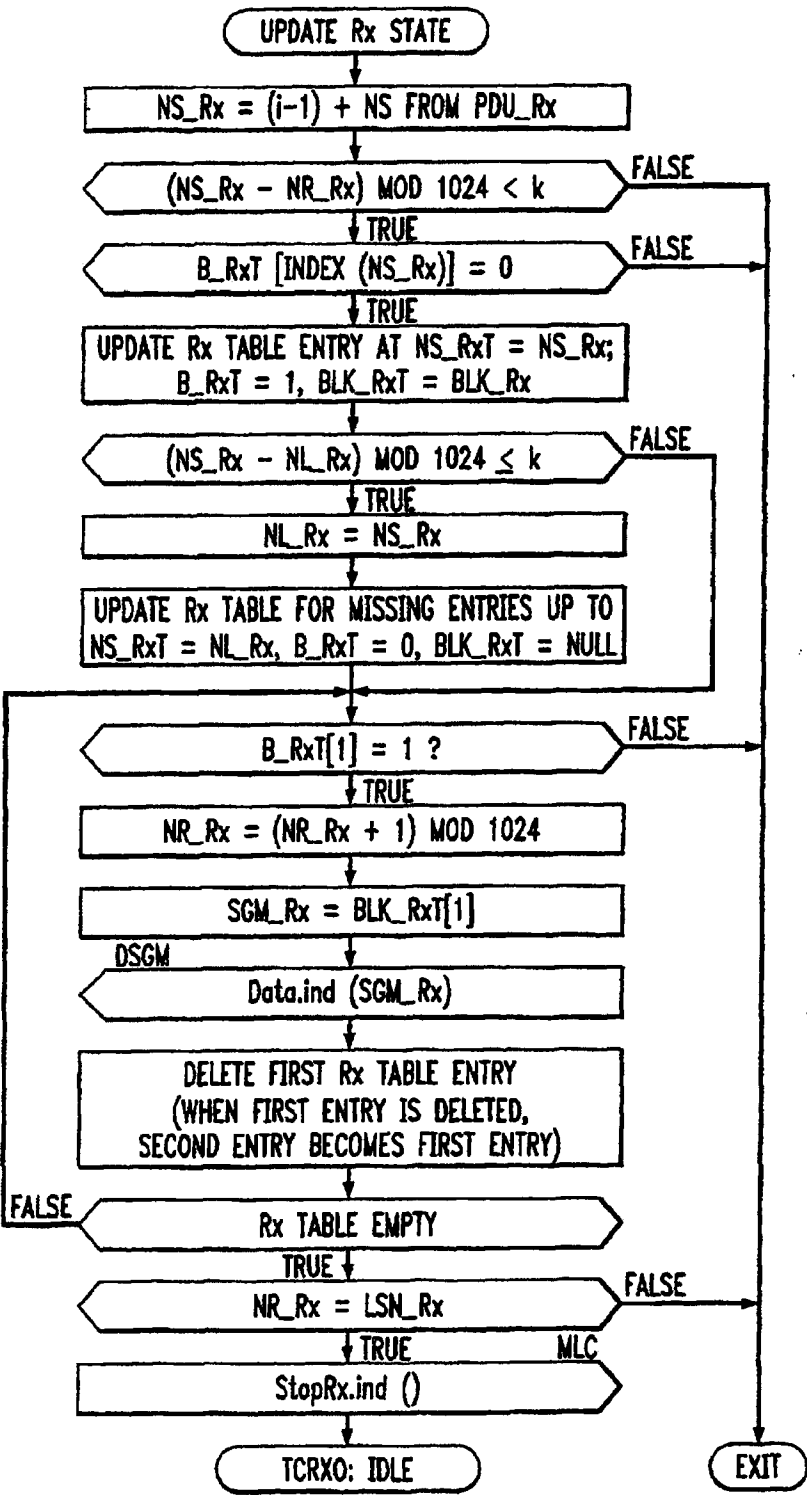 UPDATE Rx STATE
NS_Rx = (i-1) + NS FROM PDU_Rx
(NS_Rx - NR_Rx) MOD 1024 < k
FALSE
TRUE
B_RxT [INDEX (NS_Rx)] = 0
FALSE
TRUE
UPDATE Rx TABLE ENTRY AT NS_RxT = NS_Rx;
B_RxT = 1, BLK_RxT = BLK_Rx
(NS_Rx - NL_Rx) MOD 1024 ≤ k
FALSE
TRUE
NL_Rx = NS_Rx
UPDATE Rx TABLE FOR MISSING ENTRIES UP TO
NS_RxT = NL_Rx, B_RxT = 0, BLK_RxT = NULL
B_RxT[1] = 1 ?
FALSE
TRUE
NR_Rx = (NR_Rx + 1) MOD 1024
SGM_Rx = BLK_RxT[1]
DSGM
Data.ind (SGM_Rx)
DELETE FIRST Rx TABLE ENTRY
(WHEN FIRST ENTRY IS DELETED,
SECOND ENTRY BECOMES FIRST ENTRY)
FALSE
Rx TABLE EMPTY
TRUE
NR_Rx = LSN_Rx
FALSE
TRUE
MLC
StopRx.ind ()
TCRXO: IDLE
EXIT